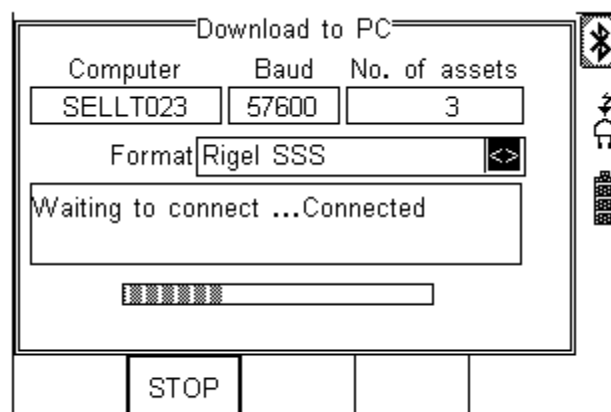 Download to PC
Computer Baud No. of assets
SELLT023 57600 3
Format Rigel SSS <>
Waiting to connect ...Connected
STOP